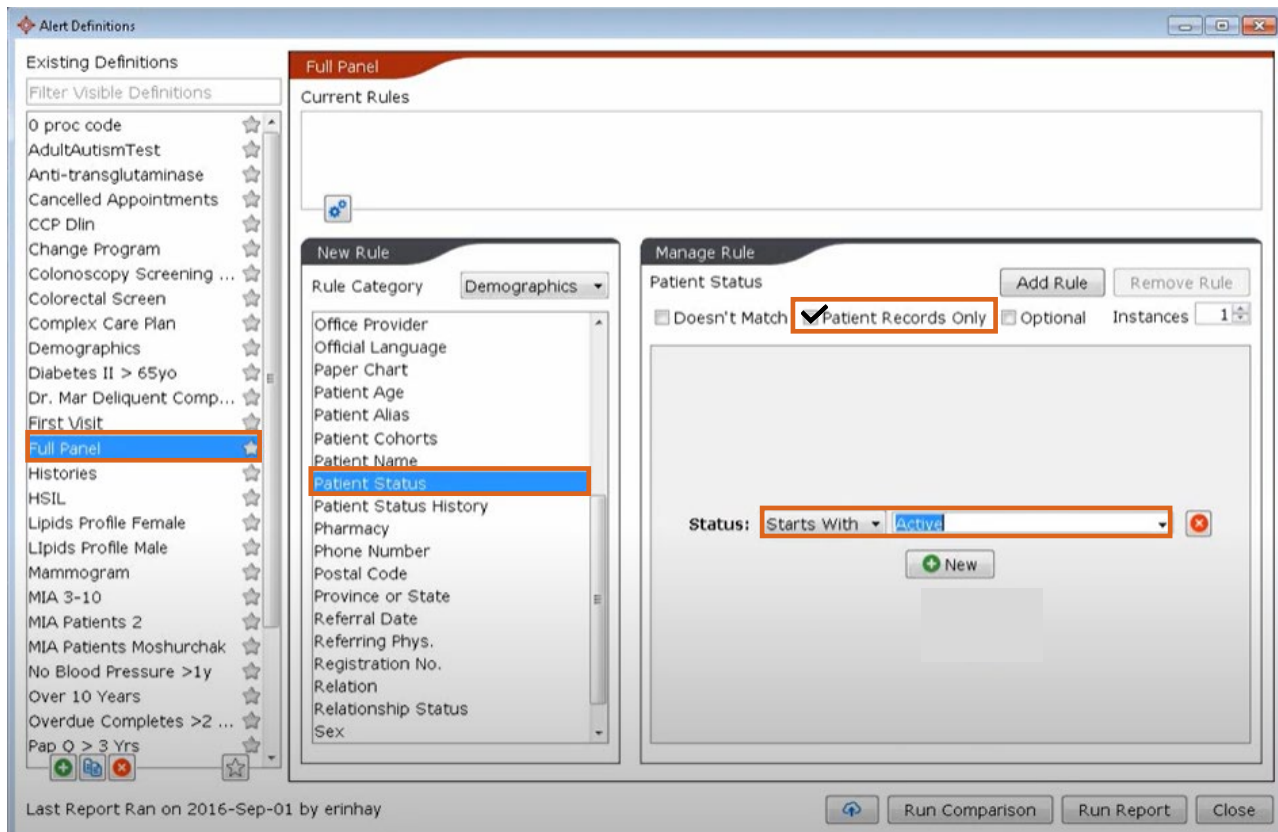 Alert Definitions
Existing Definitions
Filter Visible Definitions
0 proc code
AdultAutismTest
Anti-transglutaminase
Cancelled Appointments
CCP Dlin
Change Program
Colonoscopy Screening ...
Colorectal Screen
Complex Care Plan
Demographics
Diabetes II > 65yo
Dr. Mar Deliquent Comp...
First Visit
Full Panel
Histories
HSIL
Lipids Profile Female
LIpids Profile Male
Mammogram
MIA 3-10
MIA Patients 2
MIA Patients Moshurchak
No Blood Pressure >1y
Over 10 Years
Overdue Completes >2 ...
Pap Q > 3 Yrs
Full Panel
Current Rules
New Rule
Rule Category Demographics
Office Provider
Official Language
Paper Chart
Patient Age
Patient Alias
Patient Cohorts
Patient Name
Patient Status
Patient Status History
Pharmacy
Phone Number
Postal Code
Province or State
Referral Date
Referring Phys.
Registration No.
Relation
Relationship Status
Sex
Manage Rule
Patient Status Add Rule Remove Rule
Doesn't Match Patient Records Only Optional Instances 1
Status: Starts With Active
New
Last Report Ran on 2016-Sep-01 by erinhay Run Comparison Run Report Close